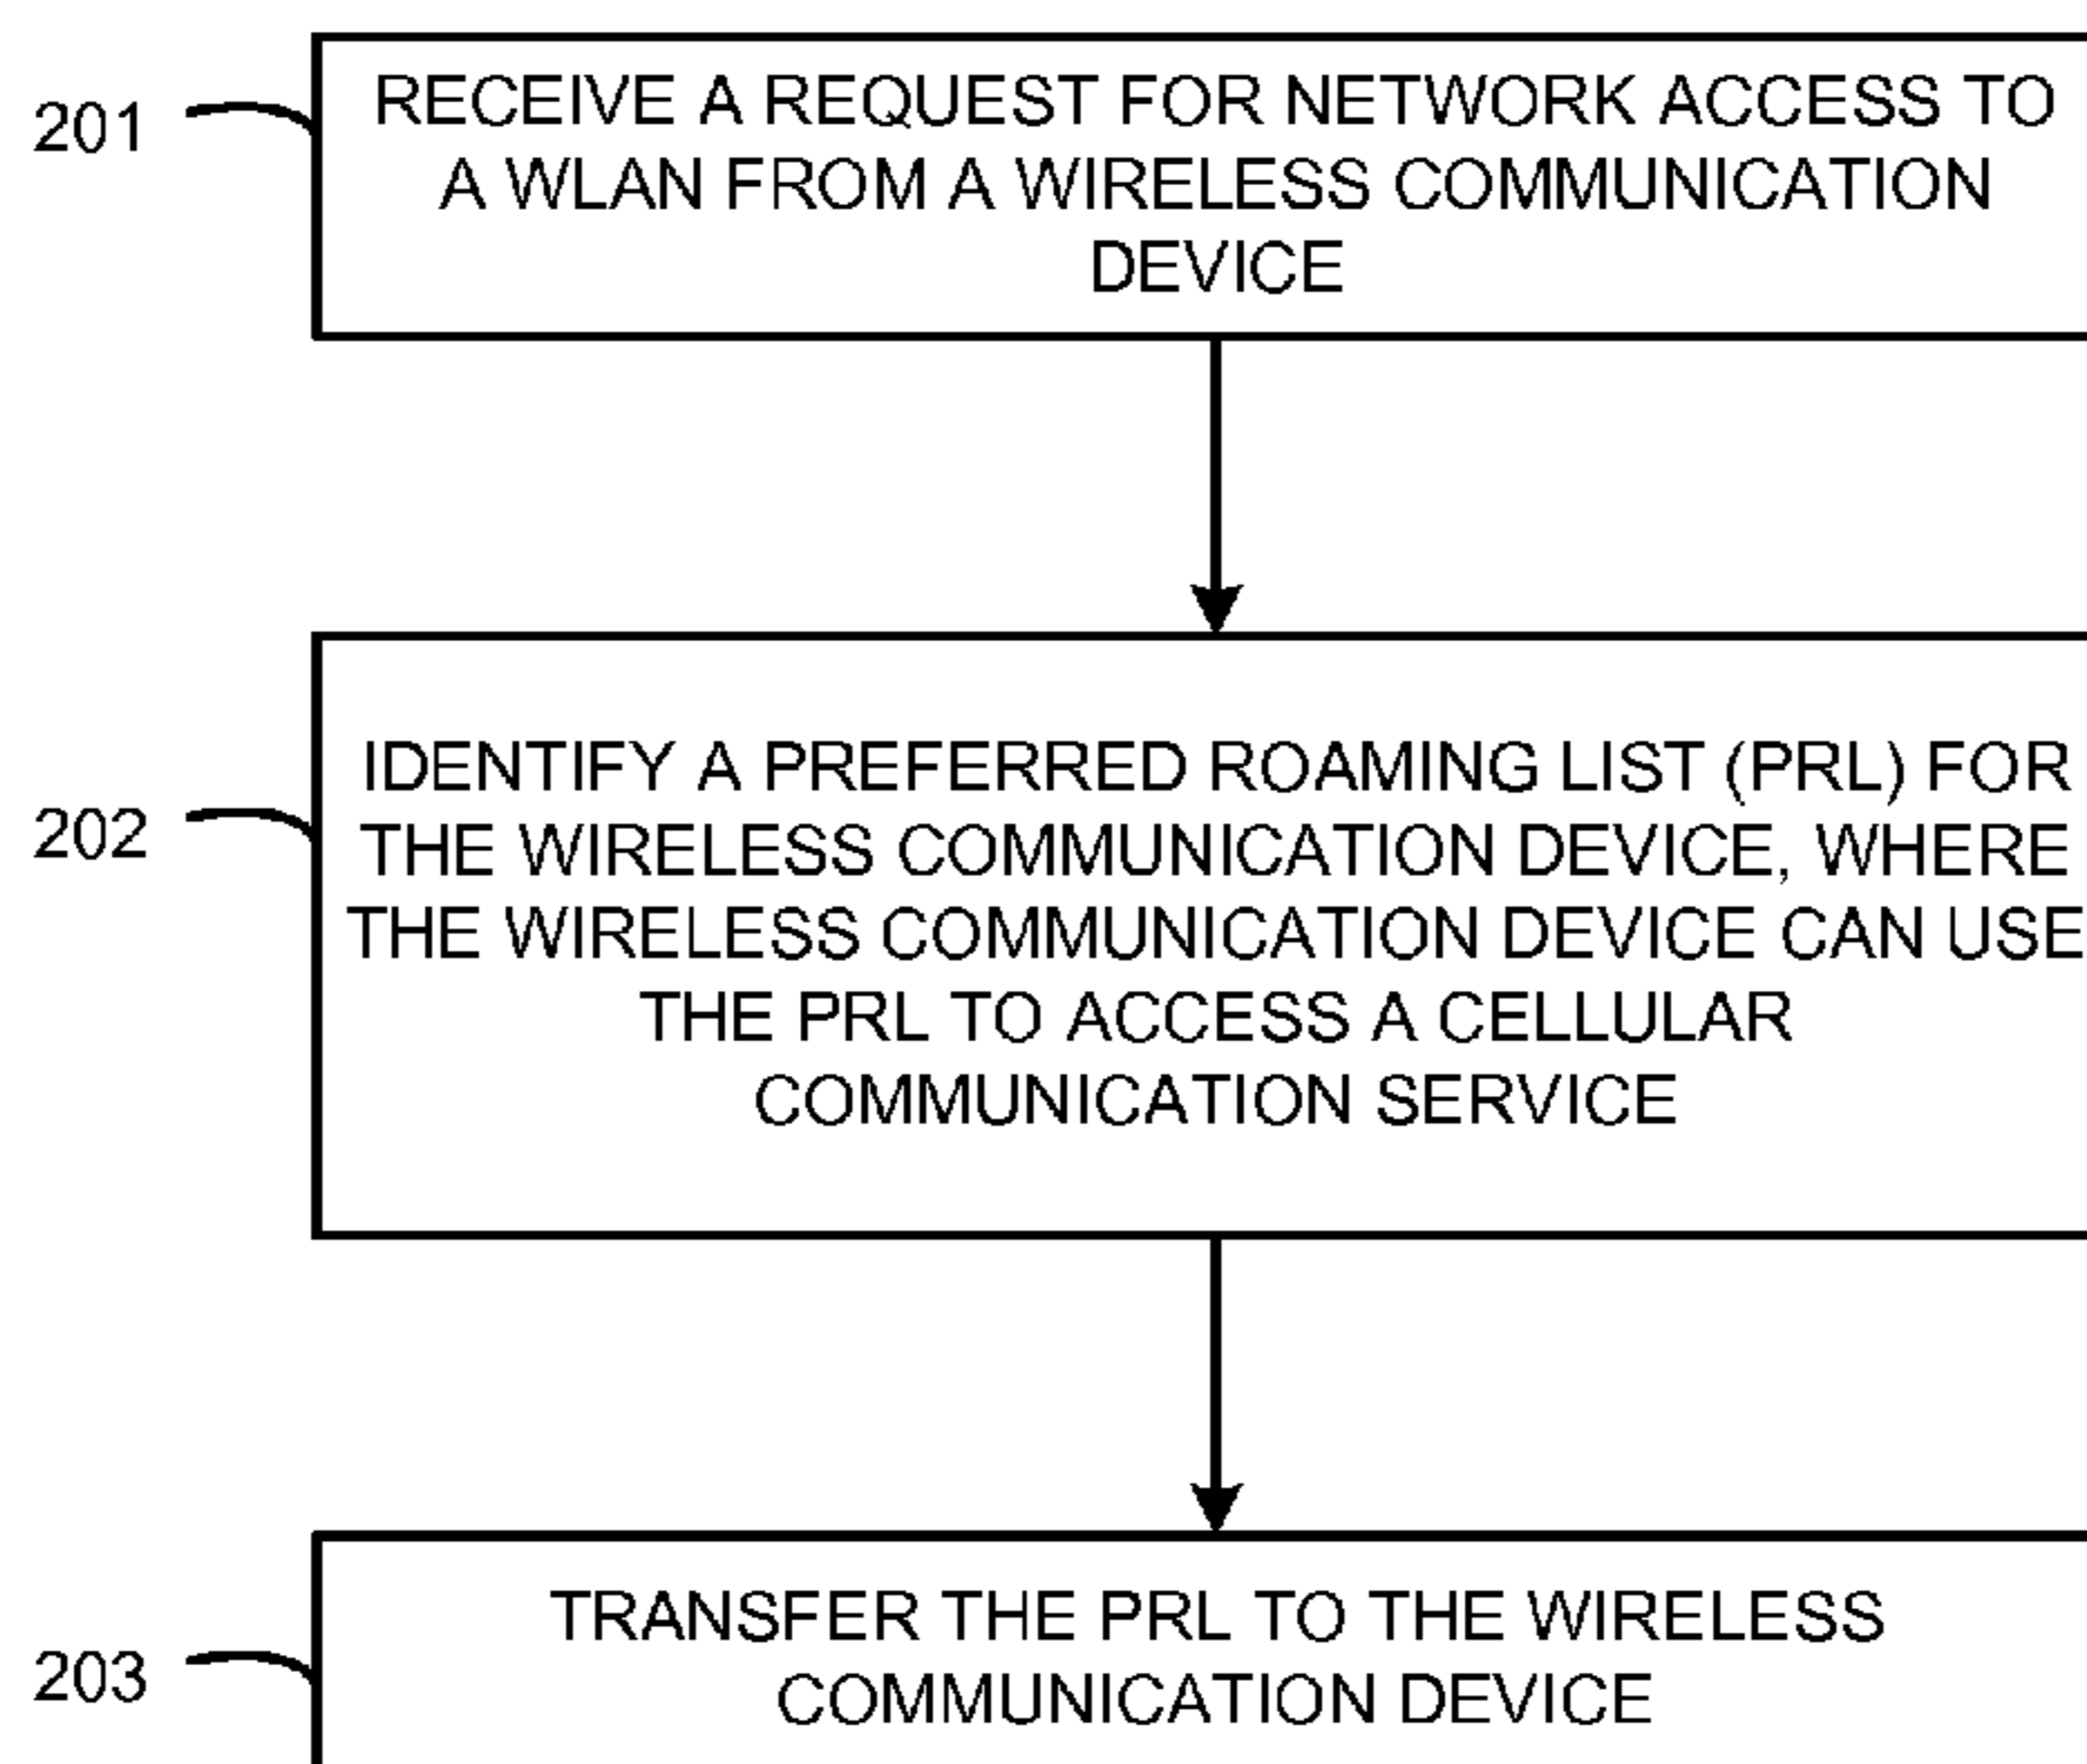 201
RECEIVE A REQUEST FOR NETWORK ACCESS TO
A WLAN FROM A WIRELESS COMMUNICATION
DEVICE
202
IDENTIFY A PREFERRED ROAMING LIST (PRL) FOR
THE WIRELESS COMMUNICATION DEVICE, WHERE
THE WIRELESS COMMUNICATION DEVICE CAN USE
THE PRL TO ACCESS A CELLULAR
COMMUNICATION SERVICE
203
TRANSFER THE PRL TO THE WIRELESS
COMMUNICATION DEVICE